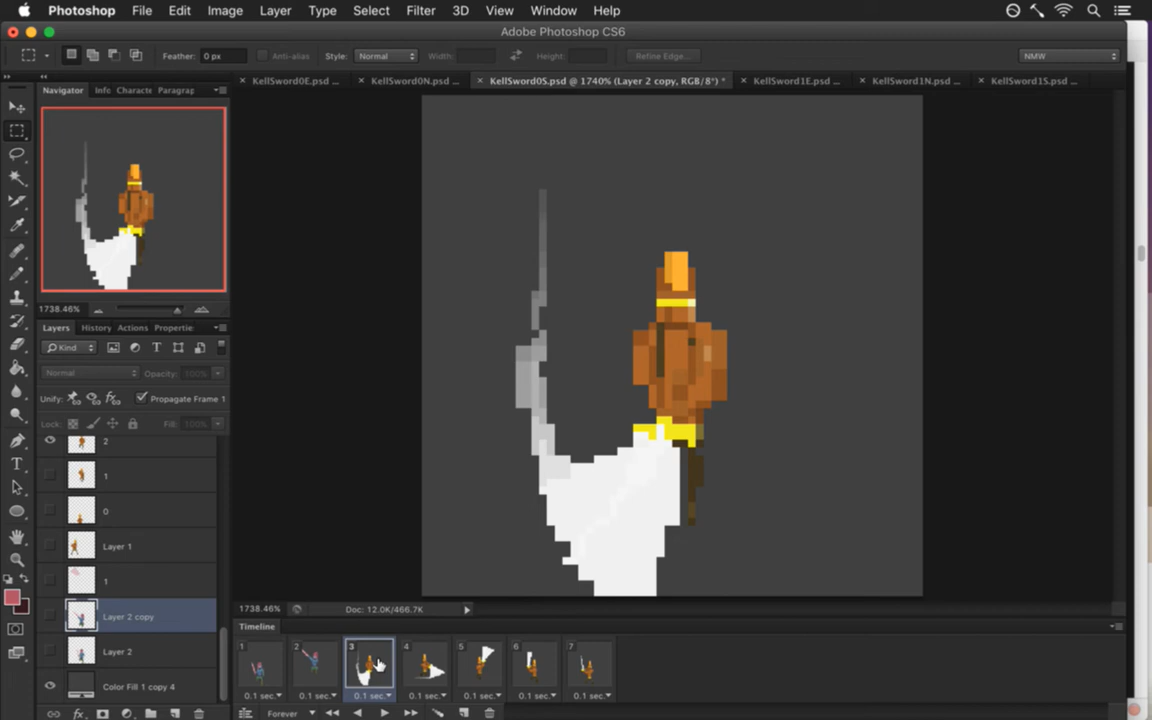 Photoshop File Edit Image Layer Type Select Filter 3D View Window Help
Adobe Photoshop CS6
Feather: 0 px Anti-alias Style: Normal Width: Height: Refine Edge... NMW
KellSword0E.psd ... KellSword0N.psd ... KellSword0S.psd @ 1740% (Layer 2 copy, RGB/8*) * KellSword1E.psd ... KellSword1N.psd ... KellSword1S.psd ...
Navigator Info Characte Paragrap
1738.46%
Layers History Actions Propertie
Kind
Normal Opacity: 100%
Unify: Propagate Frame 1
Lock: Fill: 100%
2
1
0
Layer 1
1
Layer 2 copy
Layer 2
Color Fill 1 copy 4
1738.46% Doc: 12.0K/466.7K
Timeline
1 2 3 4 5 6 7
0.1 sec. 0.1 sec. 0.1 sec. 0.1 sec. 0.1 sec. 0.1 sec. 0.1 sec.
Forever